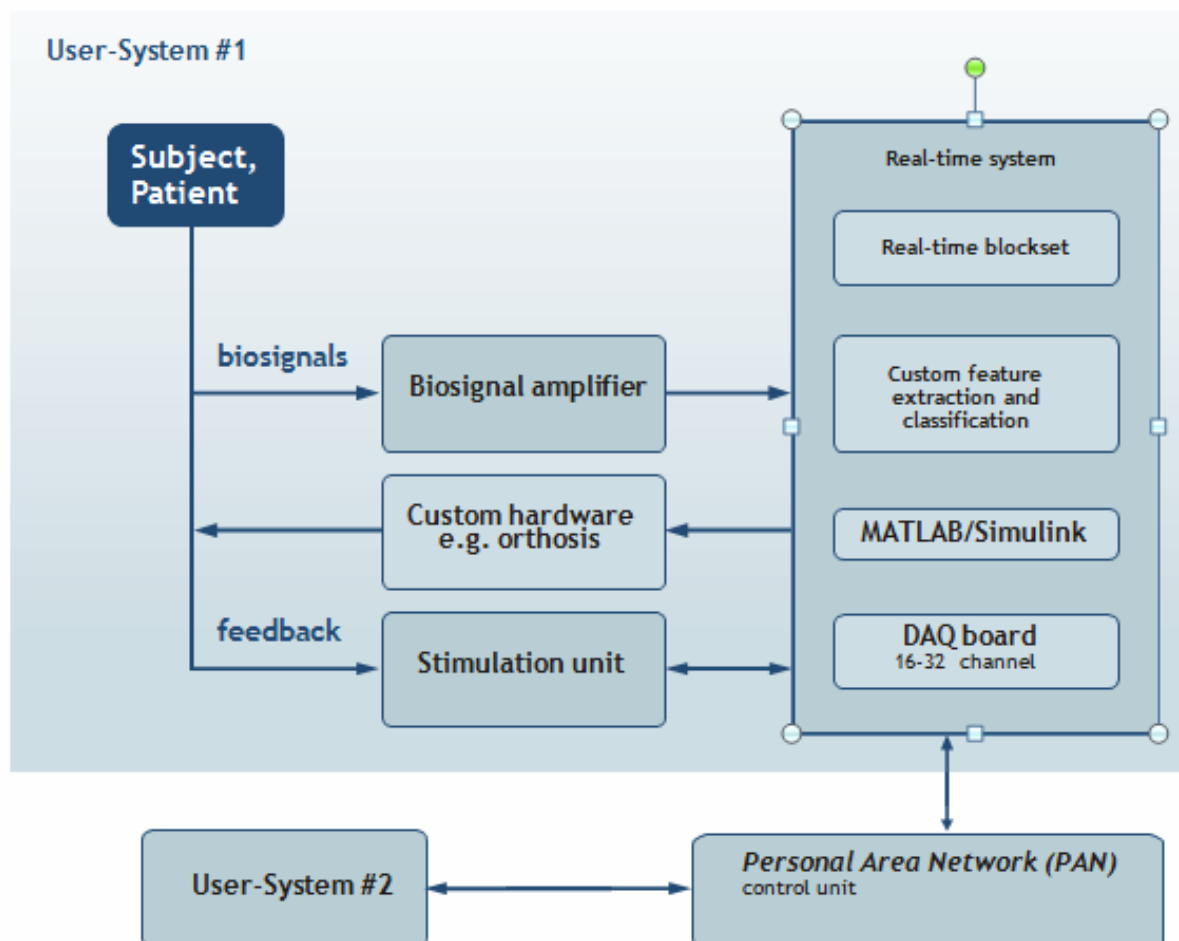 User-System #1
Subject,
Patient
Real-time system
Real-time blockset
biosignals
Biosignal amplifier
Custom feature
extraction and
classification
Custom hardware
e.g. orthosis
MATLAB/Simulink
feedback
Stimulation unit
DAQ board
16-32 channel
User-System #2
Personal Area Network (PAN)
control unit